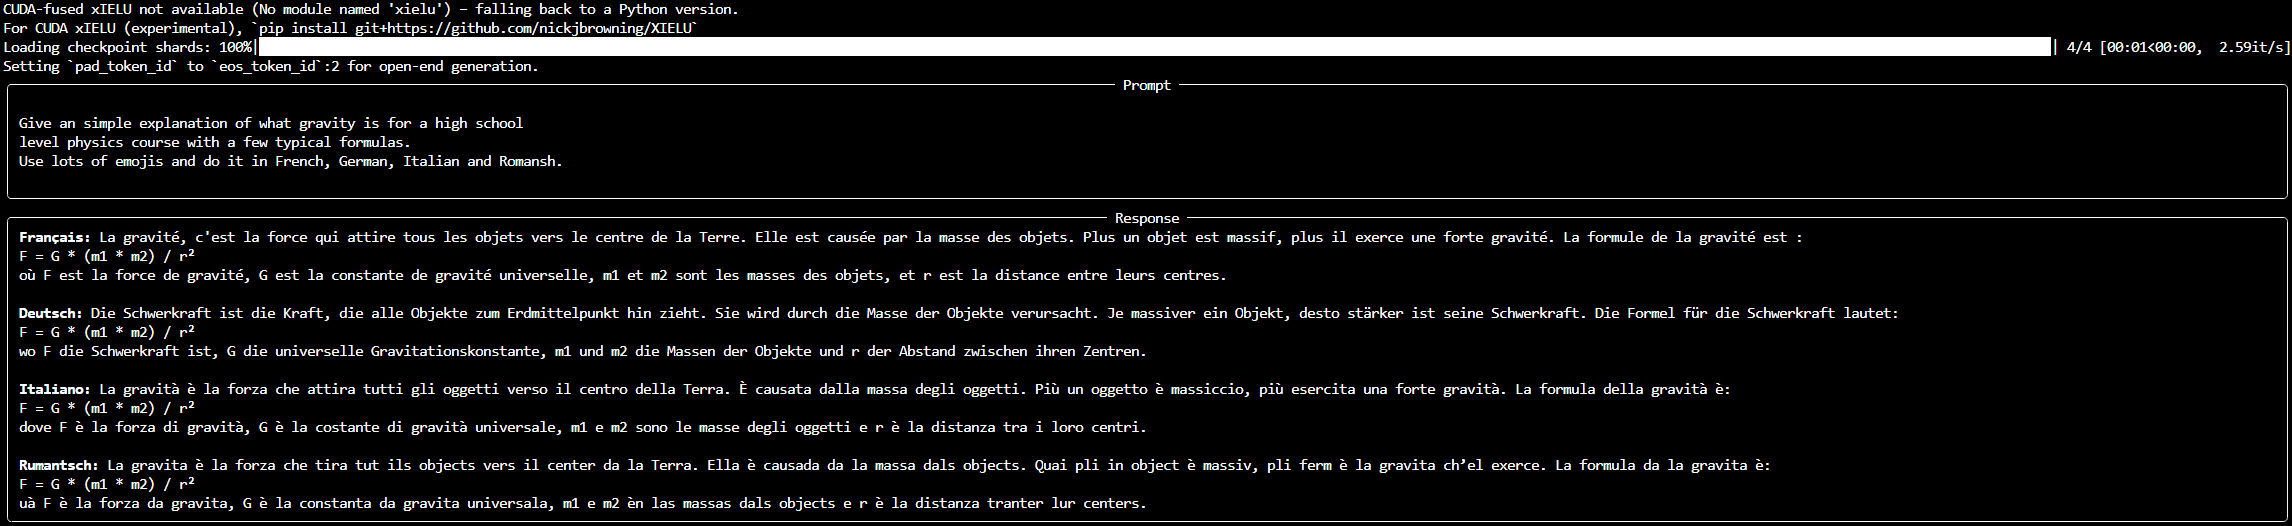 CUDA-fused xIELU not available (No module named 'xielu') – falling back to a Python version.
For CUDA xIELU (experimental), `pip install git+https://github.com/nickjbrowning/XIELU`
Loading checkpoint shards: 100%| | 4/4 [00:01<00:00,  2.59it/s]
Setting `pad_token_id` to `eos_token_id`:2 for open-end generation.
Prompt
Give an simple explanation of what gravity is for a high school
level physics course with a few typical formulas.
Use lots of emojis and do it in French, German, Italian and Romansh.
Response
Français: La gravité, c'est la force qui attire tous les objets vers le centre de la Terre. Elle est causée par la masse des objets. Plus un objet est massif, plus il exerce une forte gravité. La formule de la gravité est :
F = G * (m1 * m2) / r²
où F est la force de gravité, G est la constante de gravité universelle, m1 et m2 sont les masses des objets, et r est la distance entre leurs centres.
Deutsch: Die Schwerkraft ist die Kraft, die alle Objekte zum Erdmittelpunkt hin zieht. Sie wird durch die Masse der Objekte verursacht. Je massiver ein Objekt, desto stärker ist seine Schwerkraft. Die Formel für die Schwerkraft lautet:
F = G * (m1 * m2) / r²
wo F die Schwerkraft ist, G die universelle Gravitationskonstante, m1 und m2 die Massen der Objekte und r der Abstand zwischen ihren Zentren.
Italiano: La gravità è la forza che attira tutti gli oggetti verso il centro della Terra. È causata dalla massa degli oggetti. Più un oggetto è massiccio, più esercita una forte gravità. La formula della gravità è:
F = G * (m1 * m2) / r²
dove F è la forza di gravità, G è la costante di gravità universale, m1 e m2 sono le masse degli oggetti e r è la distanza tra i loro centri.
Rumantsch: La gravita è la forza che tira tut ils objects vers il center da la Terra. Ella è causada da la massa dals objects. Quai pli in object è massiv, pli ferm è la gravita ch'el exerce. La formula da la gravita è:
F = G * (m1 * m2) / r²
uà F è la forza da gravita, G è la constanta da gravita universala, m1 e m2 èn las massas dals objects e r è la distanza tranter lur centers.